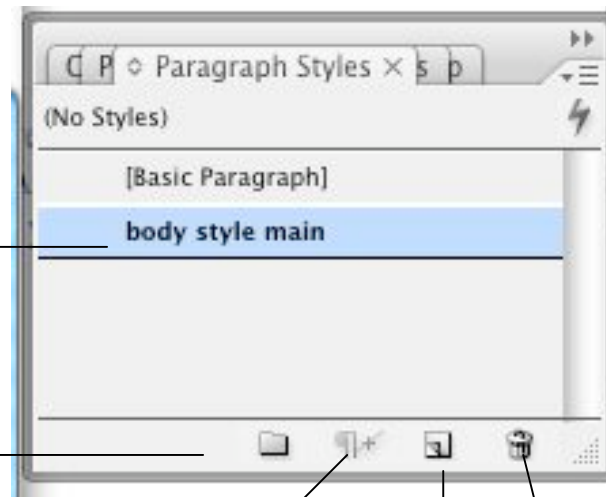 C P Paragraph Styles × s p
(No Styles)
[Basic Paragraph]
body style main